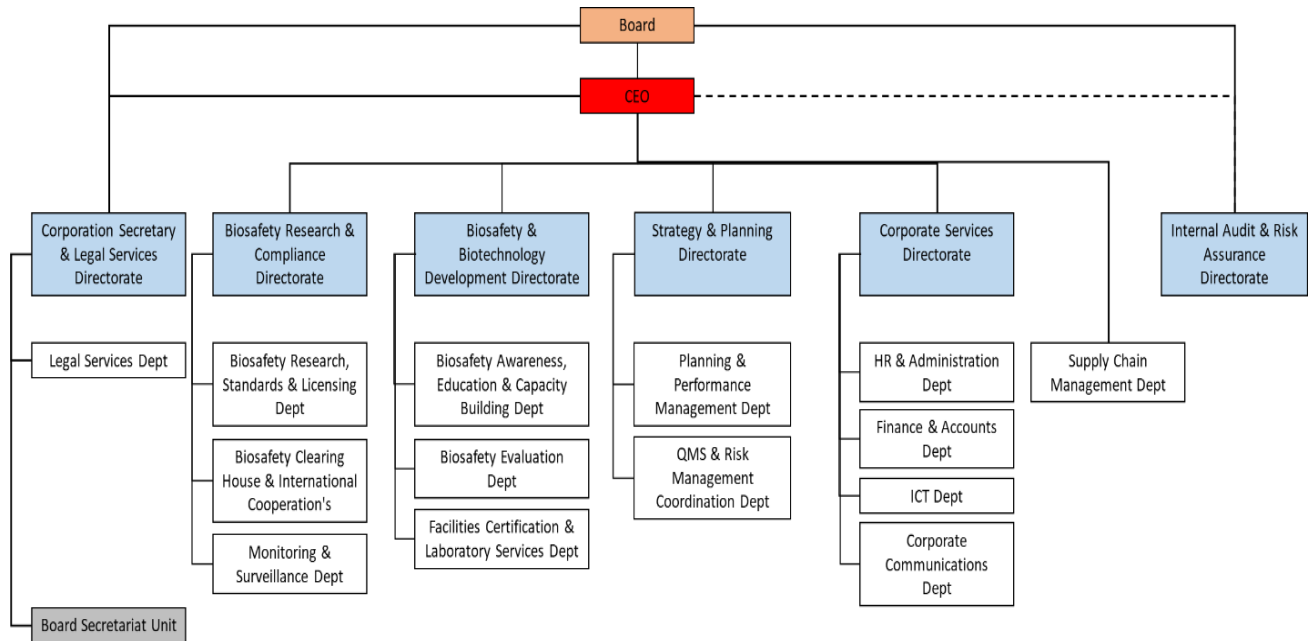 Board
CEO
Corporation Secretary
& Legal Services
Directorate
Biosafety Research &
Compliance
Directorate
Biosafety &
Biotechnology
Development Directorate
Strategy & Planning
Directorate
Corporate Services
Directorate
Internal Audit & Risk
Assurance
Directorate
Legal Services Dept
Board Secretariat Unit
Biosafety Research,
Standards & Licensing
Dept
Biosafety Clearing
House & International
Cooperation's
Monitoring &
Surveillance Dept
Biosafety Awareness,
Education & Capacity
Building Dept
Biosafety Evaluation
Dept
Facilities Certification &
Laboratory Services Dept
Planning &
Performance
Management Dept
QMS & Risk
Management
Coordination Dept
HR & Administration
Dept
Finance & Accounts
Dept
ICT Dept
Corporate
Communications
Dept
Supply Chain
Management Dept